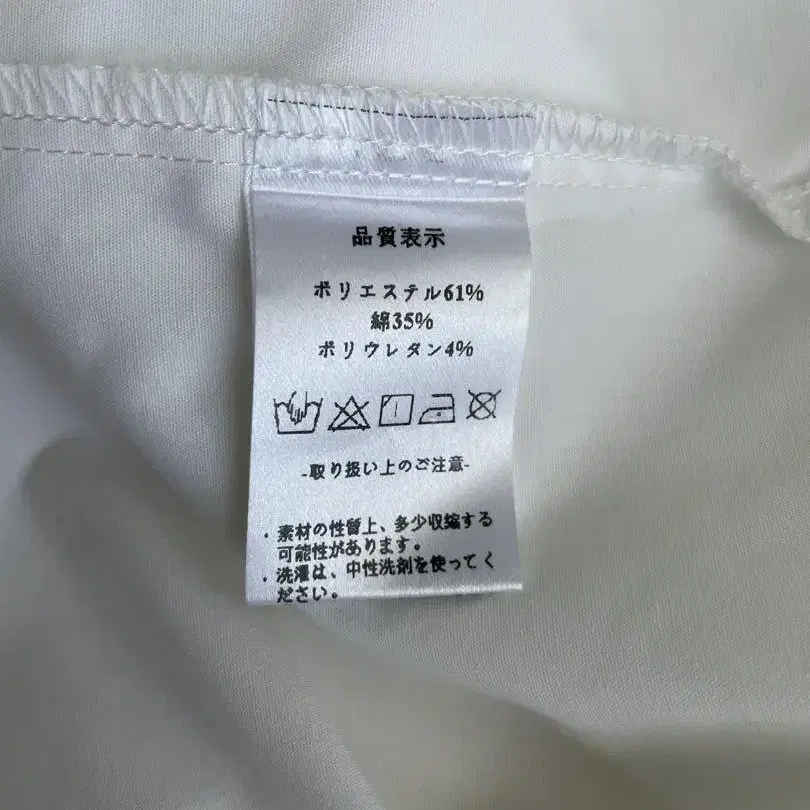 品質表示
ポリエステル61%
綿35%
ポリウレタン4%
-取り扱い上のご注意-
・素材の性質上、多少収縮する
可能性があります。
・洗濯は、中性洗剤を使ってく
ださい。